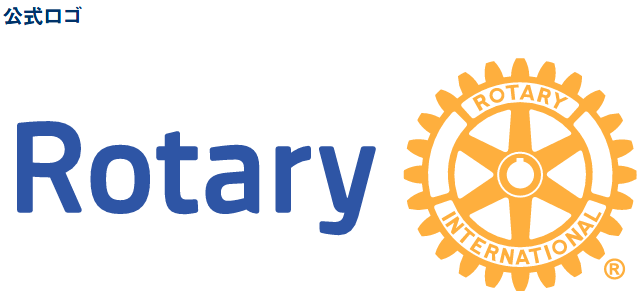 公式ロゴ
Rotary
ROTARY
INTERNATIONAL
®